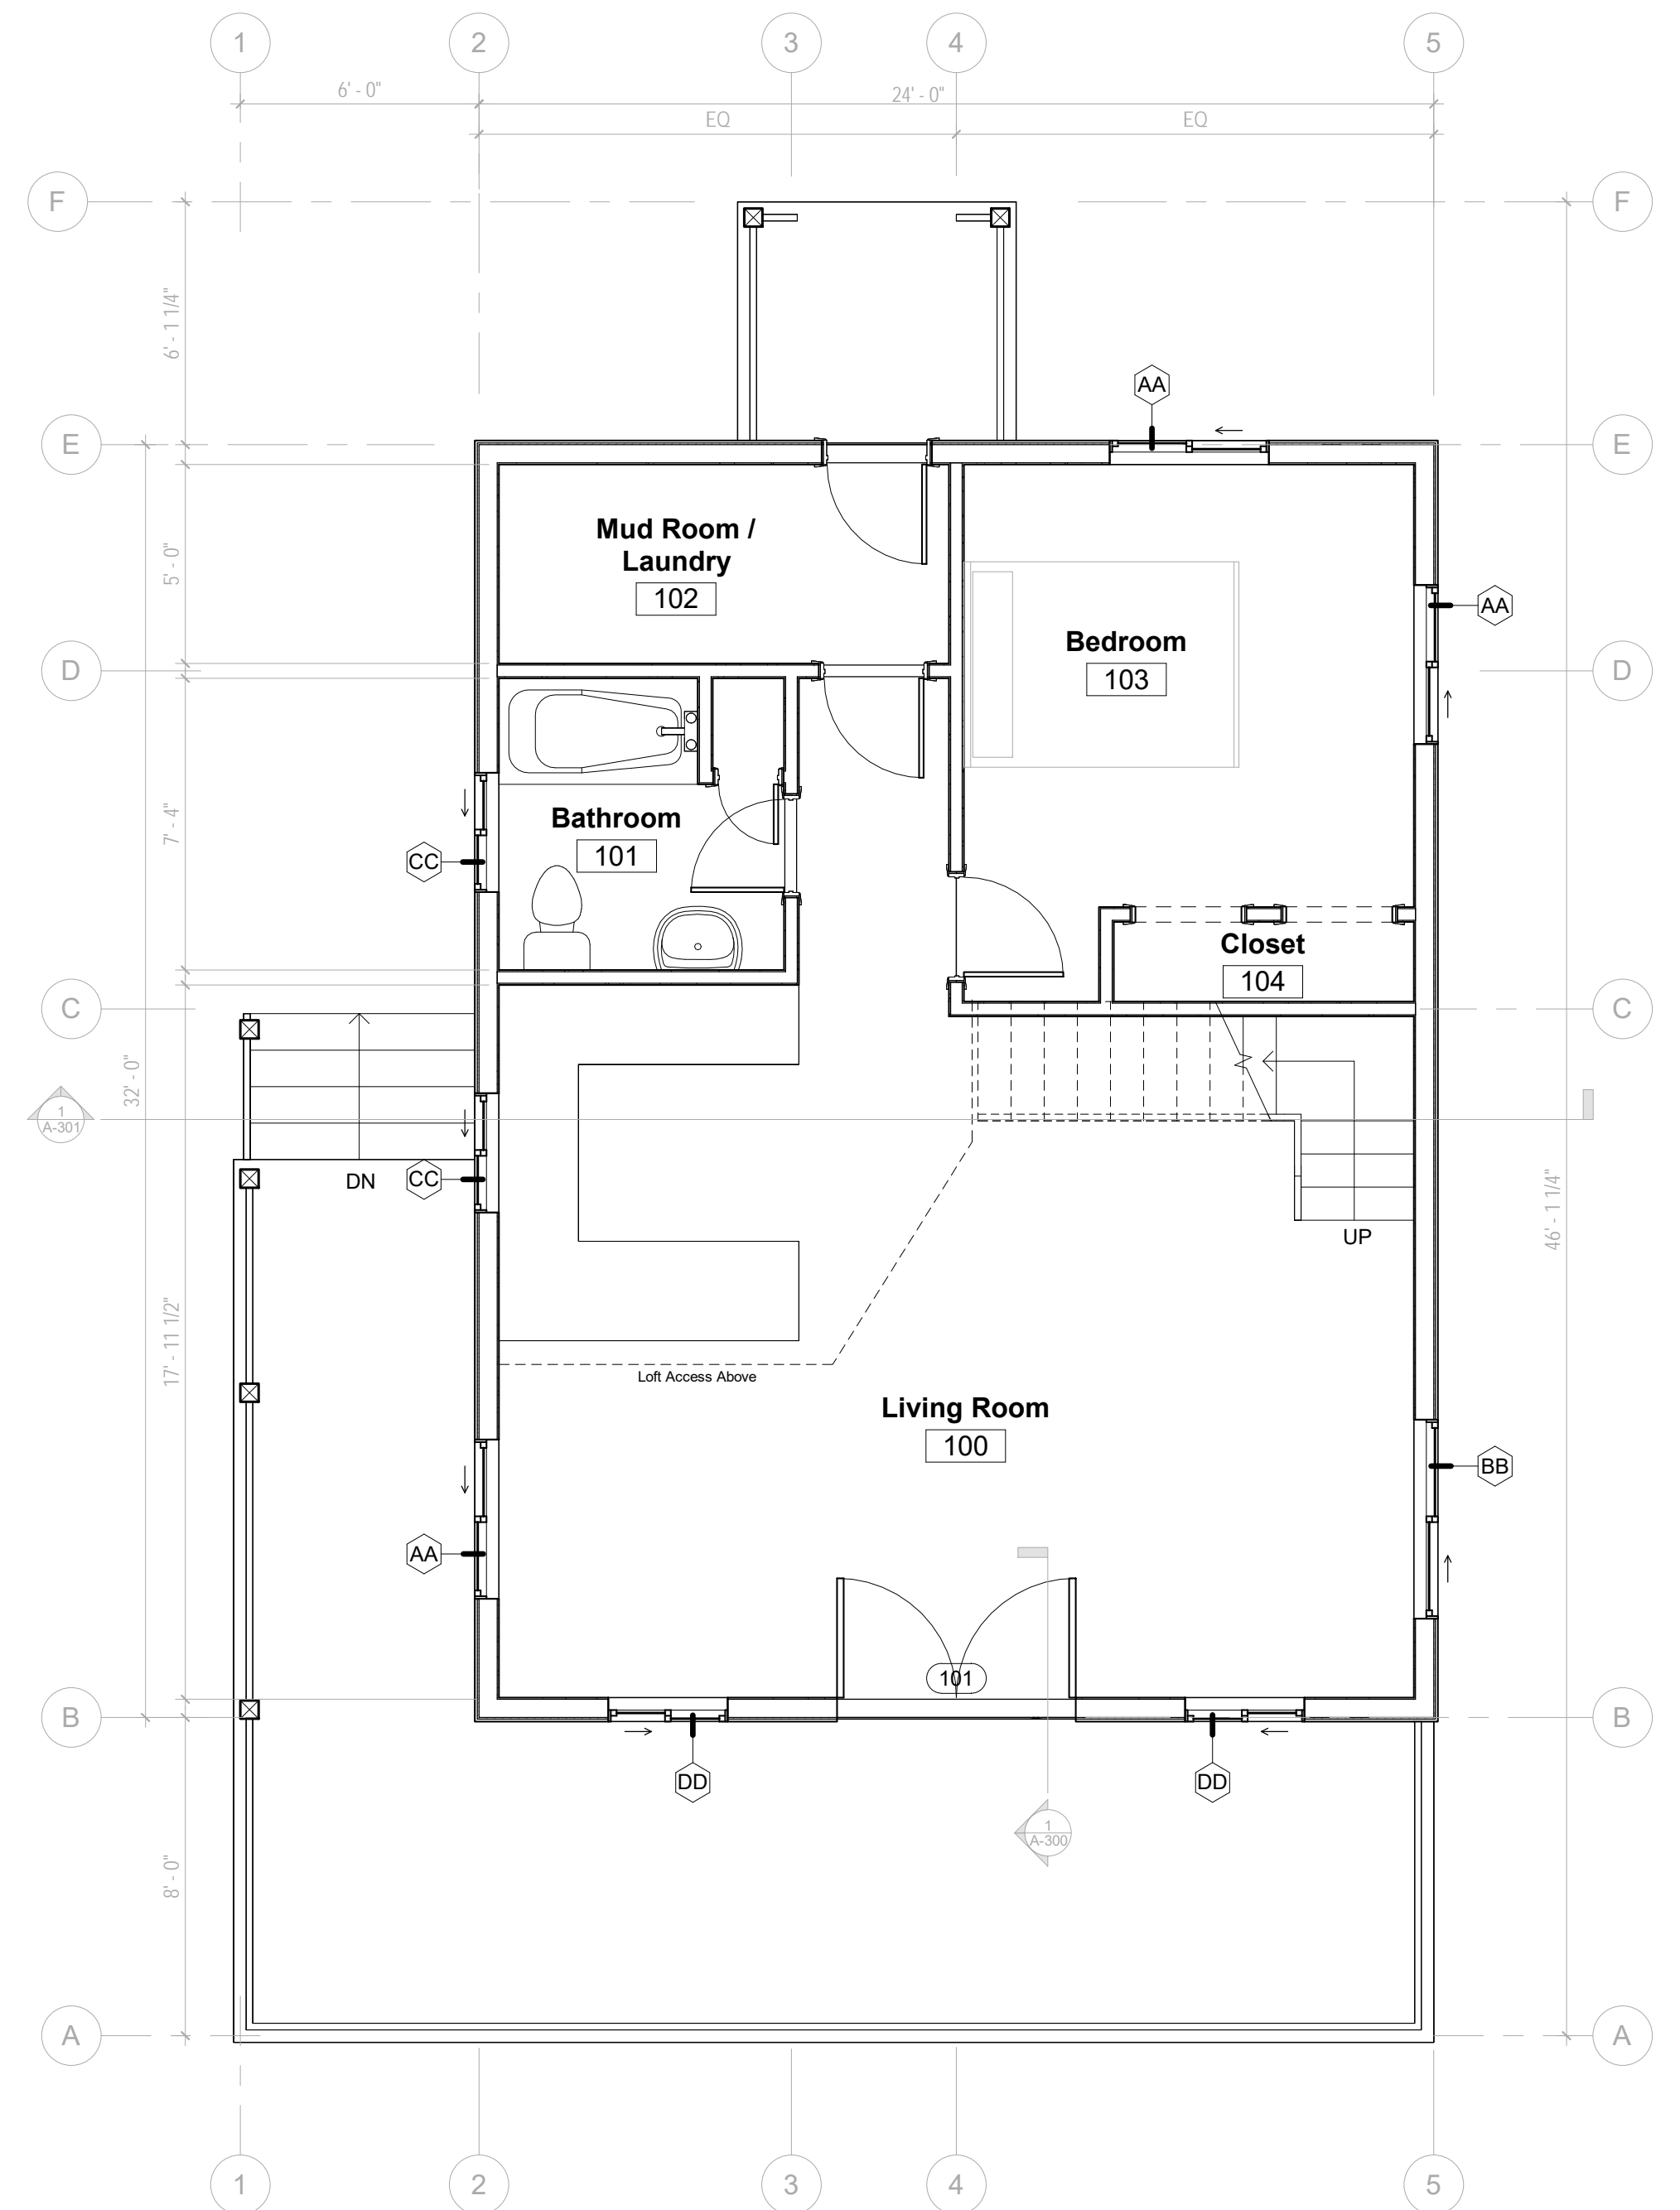 1 2 3 4 5
6' - 0" 24' - 0"
EQ EQ
F F
6' - 1 1/4"
AA
E E
Mud Room /
Laundry
102
5' - 0"
AA
Bedroom
103
D D
Bathroom
101
7' - 4"
CC
Closet
104
C C
32' - 0"
1
A-301
DN CC
46' - 1 1/4"
UP
17' - 11 1/2"
Loft Access Above
Living Room
100
BB
AA
101
B B
DD DD
1
A-300
8' - 0"
A A
1 2 3 4 5